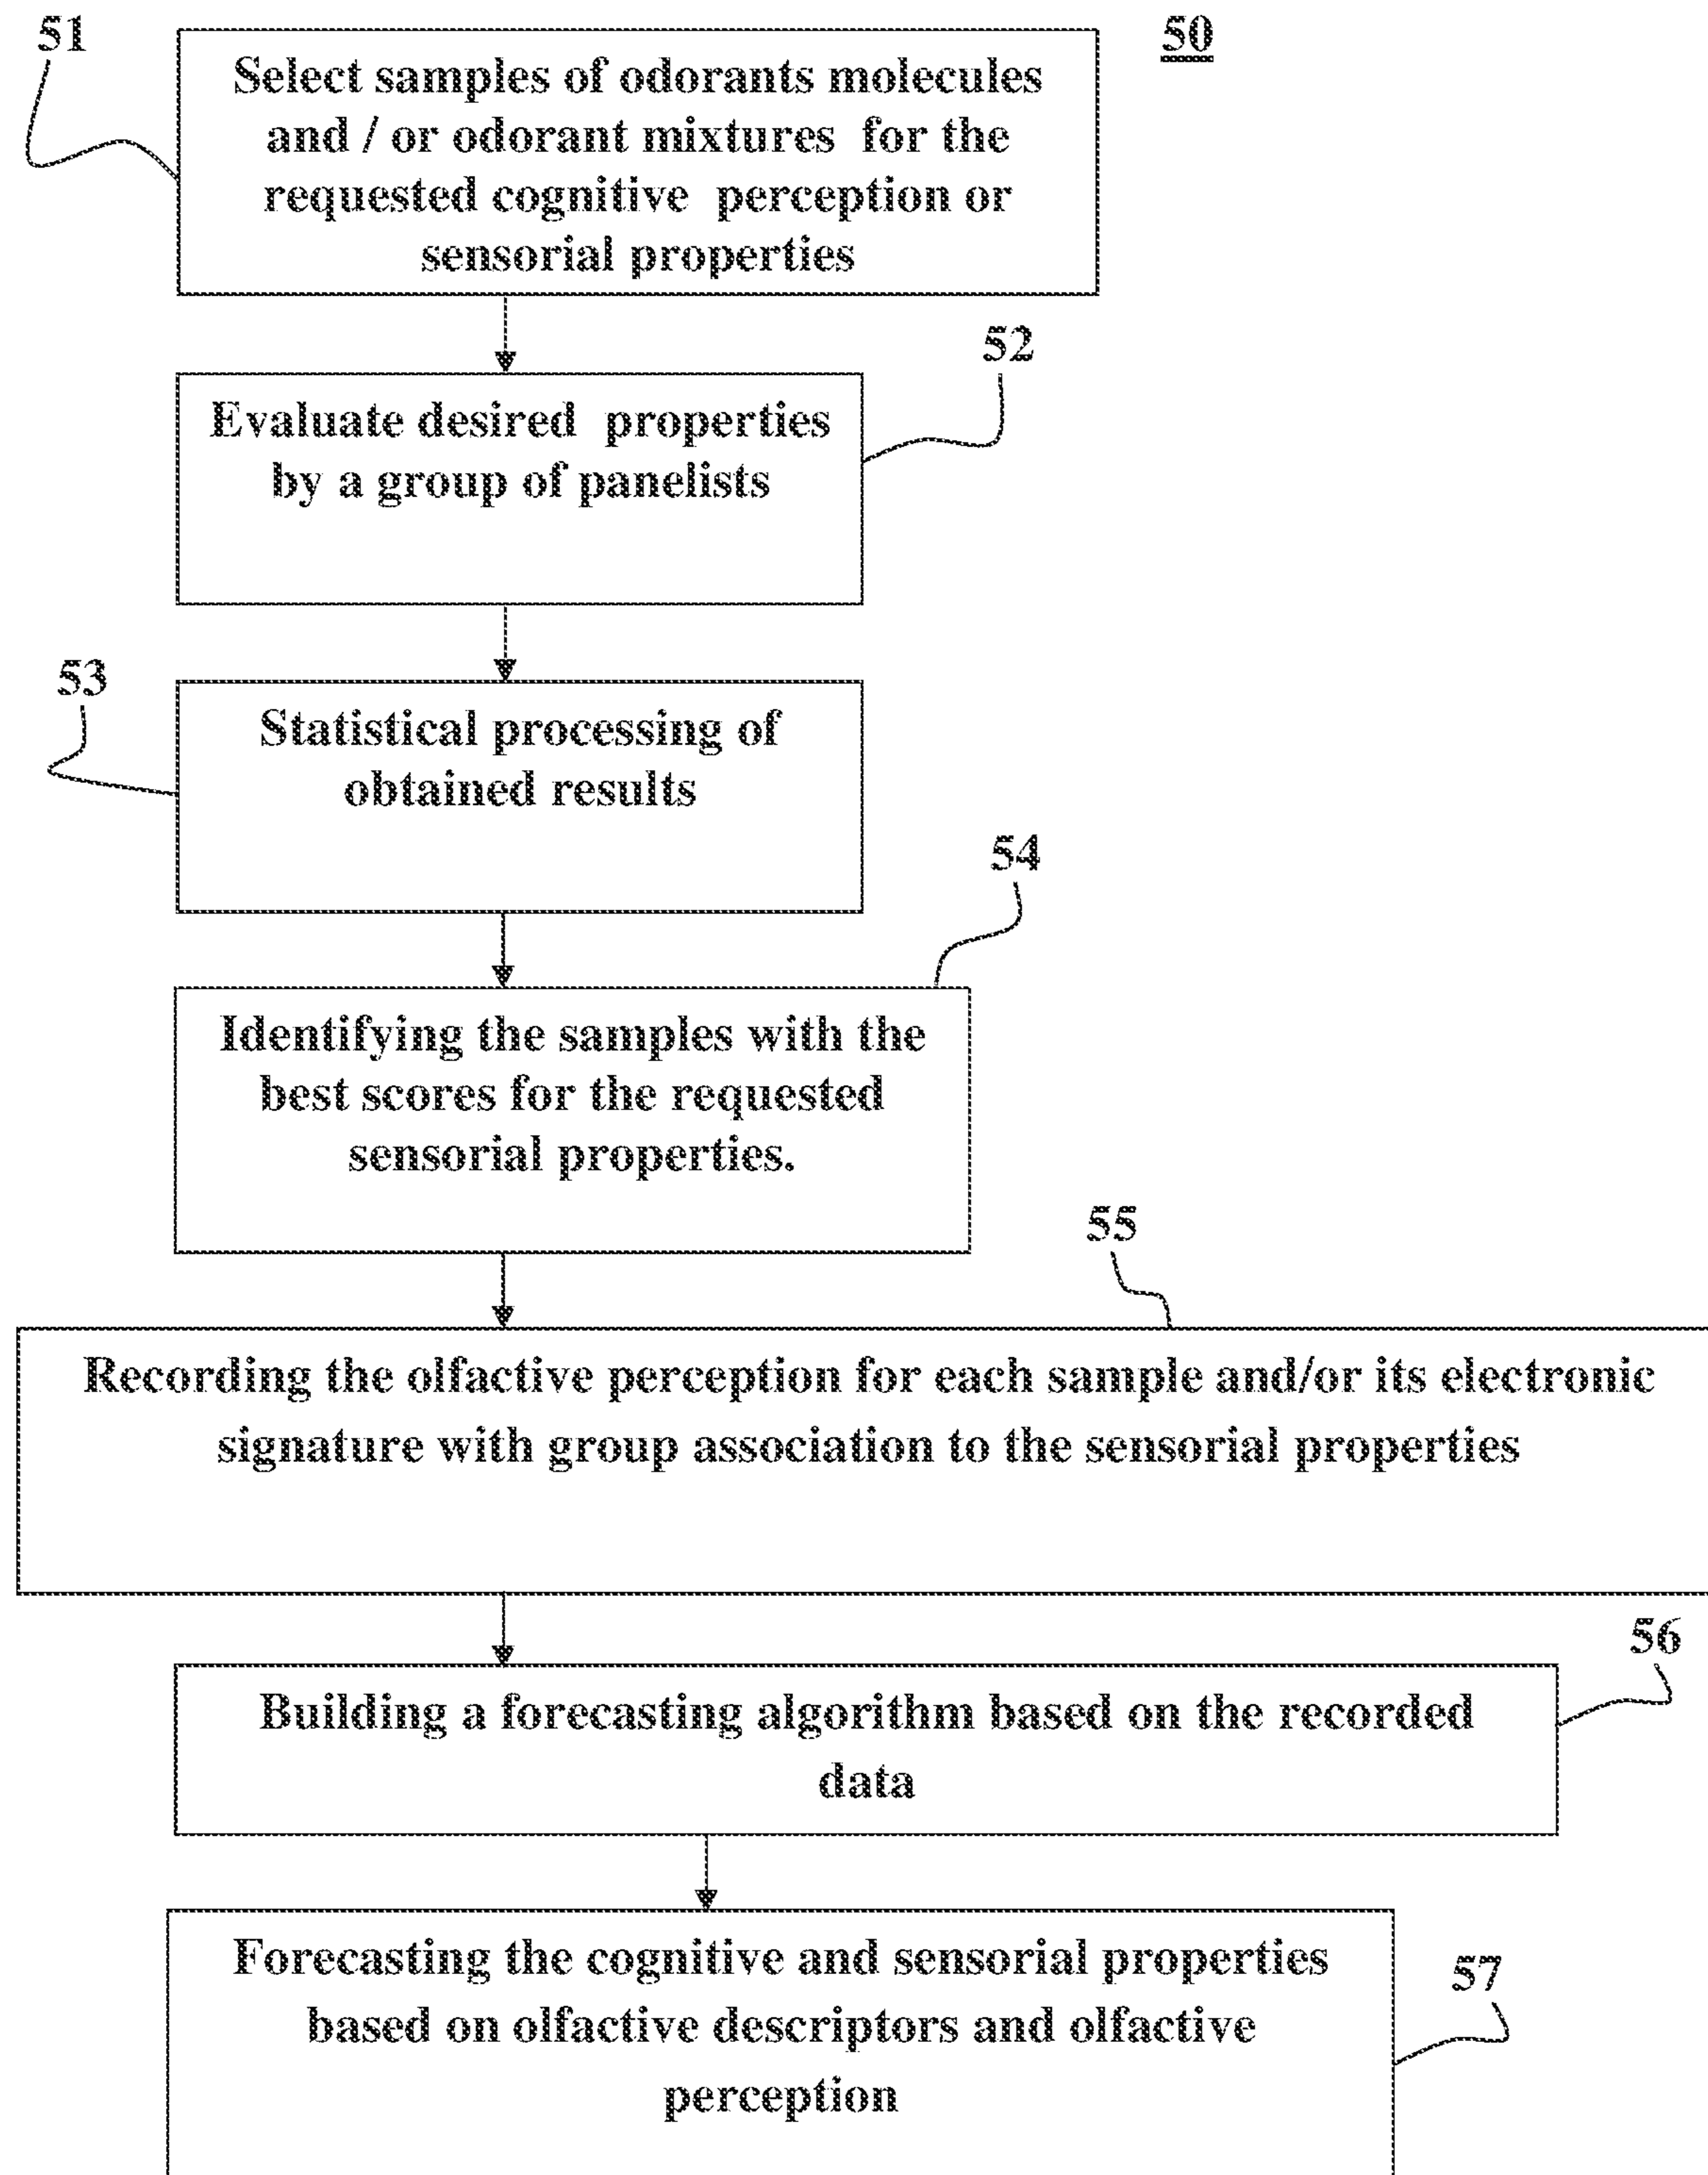 51
50
Select samples of odorants molecules
and / or odorant mixtures for the
requested cognitive perception or
sensorial properties
52
Evaluate desired properties
by a group of panelists
53
Statistical processing of
obtained results
54
Identifying the samples with the
best scores for the requested
sensorial properties.
55
Recording the olfactive perception for each sample and/or its electronic
signature with group association to the sensorial properties
56
Building a forecasting algorithm based on the recorded
data
57
Forecasting the cognitive and sensorial properties
based on olfactive descriptors and olfactive
perception